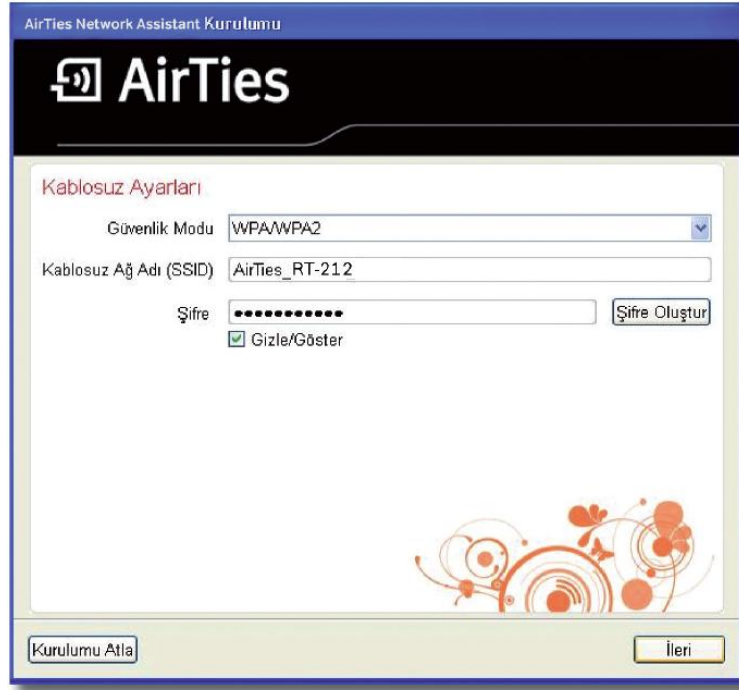 AirTies Network Assistant Kurulumu
AirTies
Kablosuz Ayarları
Güvenlik Modu WPA/WPA2
Kablosuz Ağ Adı (SSID) AirTies_RT-212
Şifre ●●●●●●●●●●● Şifre Oluştur
Gizle/Göster
Kurulumu Atla İleri